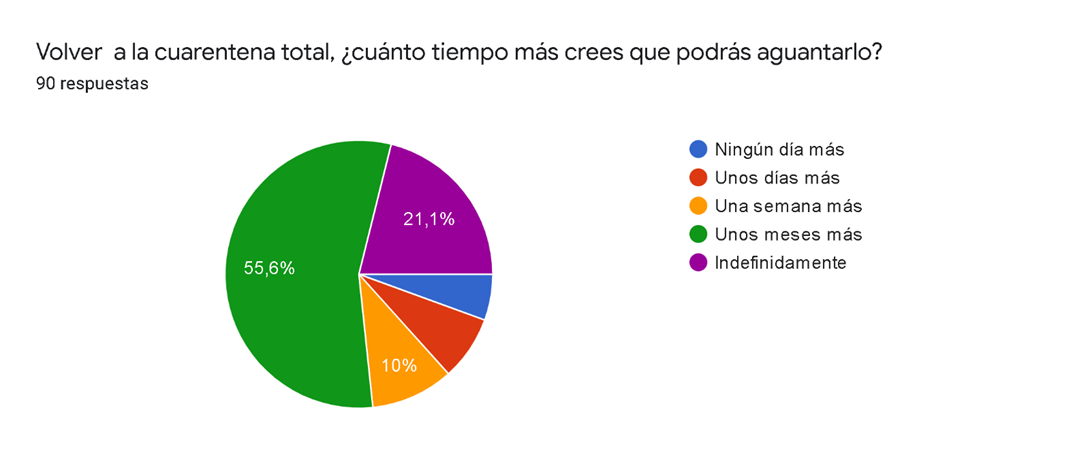 Volver a la cuarentena total, ¿cuánto tiempo más crees que podrás aguantarlo?
90 respuestas
21,1%
55,6%
10%
Ningún día más
Unos días más
Una semana más
Unos meses más
Indefinidamente